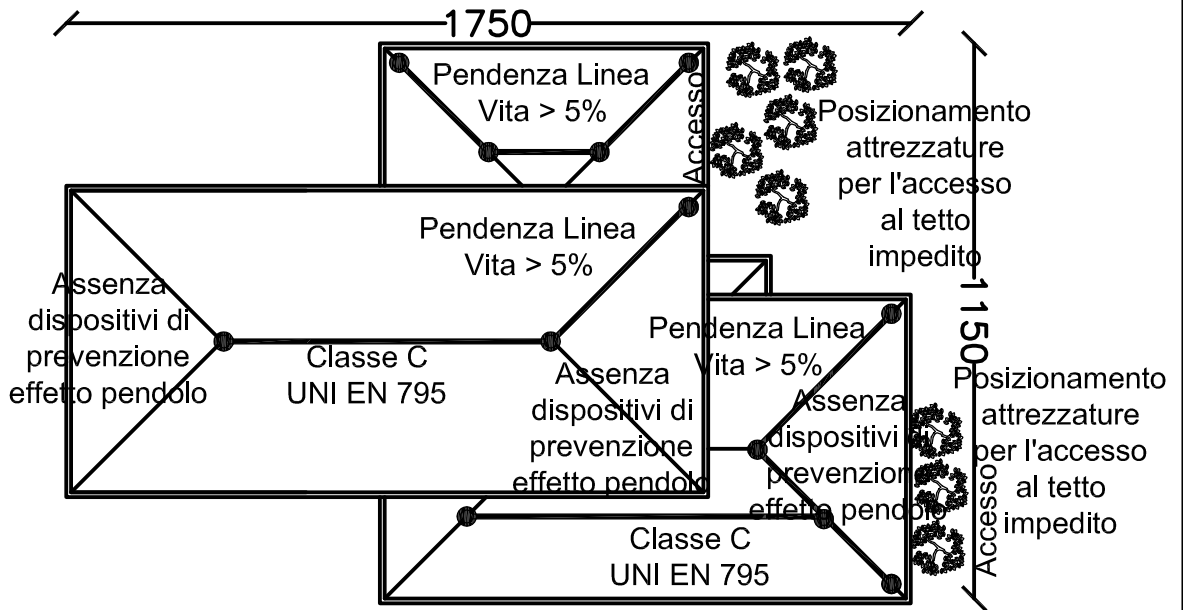 1750
Pendenza Linea
Vita > 5%
Accesso
Posizionamento
attrezzature
per l'accesso
al tetto
impedito
Pendenza Linea
Vita > 5%
1150
Assenza
dispositivi di
prevenzione
effetto pendolo
Classe C
UNI EN 795
Pendenza Linea
Vita > 5%
Assenza
dispositivi di
prevenzione
effetto pendolo
Assenza
dispositivi di
prevenzione
effetto pendolo
Posizionamento
attrezzature
per l'accesso
al tetto
impedito
Accesso
Classe C
UNI EN 795